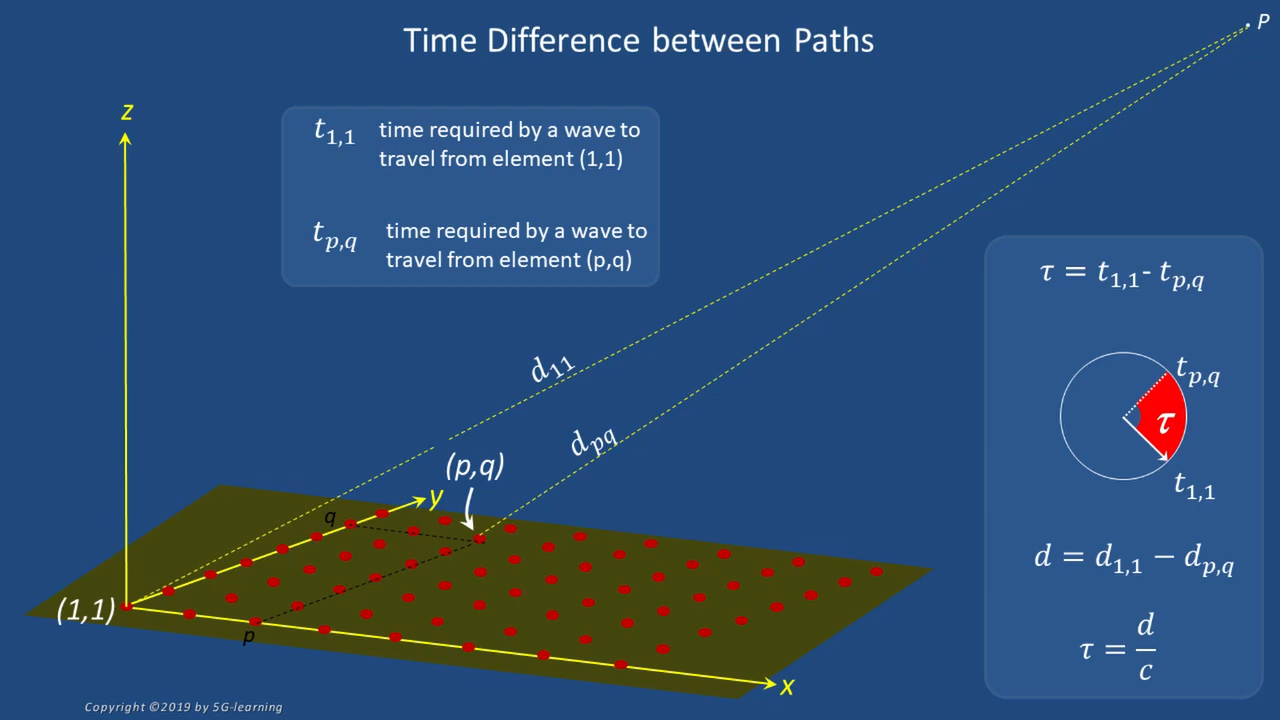 Time Difference between Paths
P
z
t1,1 time required by a wave to
travel from element (1,1)
tp,q time required by a wave to
travel from element (p,q)
τ = t1,1- tp,q
tp,q
τ
t1,1
d = d1,1 − dp,q
τ = d/c
d11
dpq
(p,q)
y
q
(1,1)
p
x
Copyright ©2019 by 5G-learning